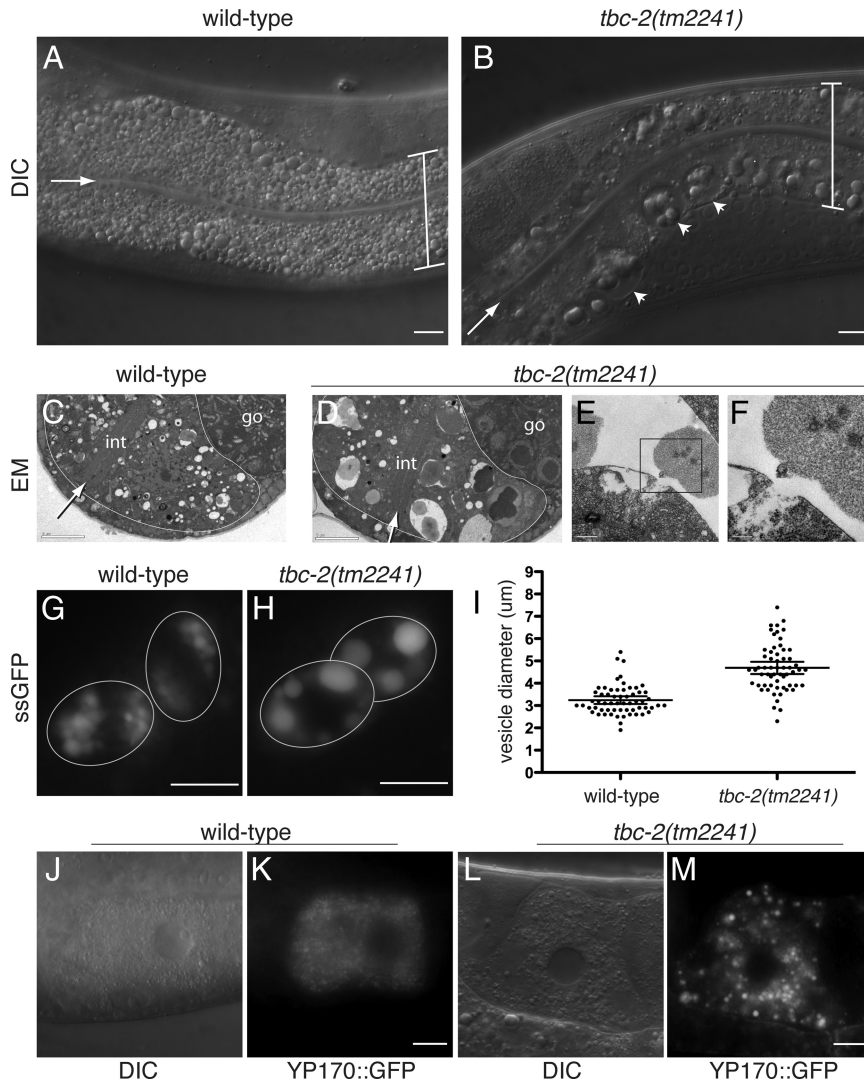 wild-type
tbc-2(tm2241)
A
B
DIC
wild-type
tbc-2(tm2241)
C
int
go
D
int
go
E
F
EM
wild-type
tbc-2(tm2241)
G
H
ssGFP
I
vesicle diameter (um)
9
8
7
6
5
4
3
2
1
0
wild-type
tbc-2(tm2241)
wild-type
tbc-2(tm2241)
J
K
L
M
DIC
YP170::GFP
DIC
YP170::GFP